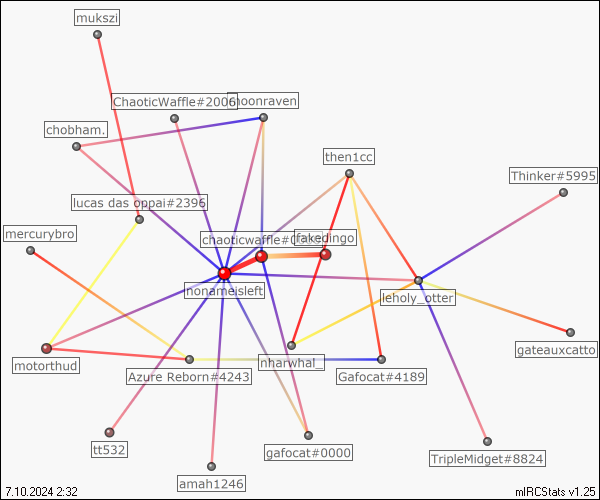 mukszi
ChaoticWaffle#2006
moonraven
chobham.
then1cc
Thinker#5995
lucas das oppai#2396
mercurybro
fakedingo
nonameisleft
leholy_otter
gateauxcatto
nharwhal_
motorthud
Azure Reborn#4243
Gafocat#4189
tt532
gafocat#0000
TripleMidget#8824
amah1246
7.10.2024 2:32
mIRCStats v1.25